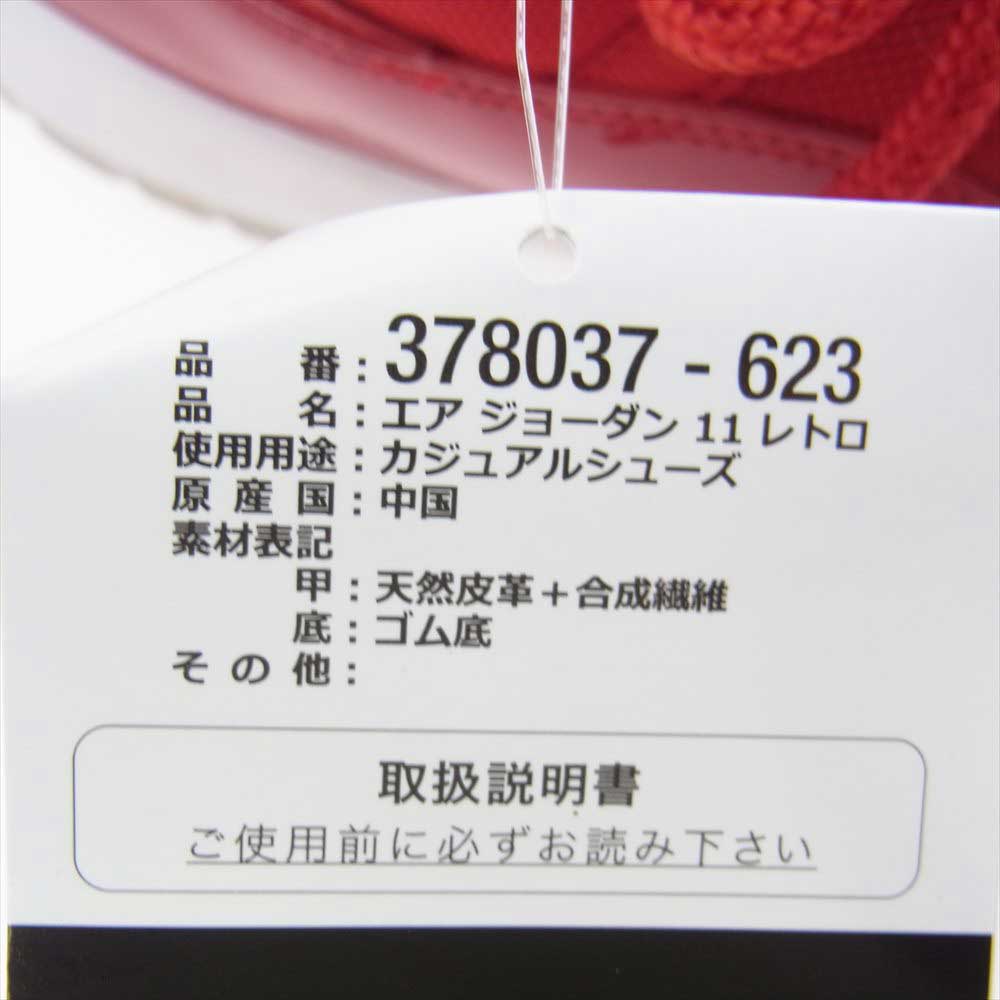 品番：378037 - 623
品名：エア ジョーダン 11 レトロ
使用用途：カジュアルシューズ
原産国：中国
素材表記
甲：天然皮革＋合成繊維
底：ゴム底
その他：
取扱説明書
ご使用前に必ずお読み下さい